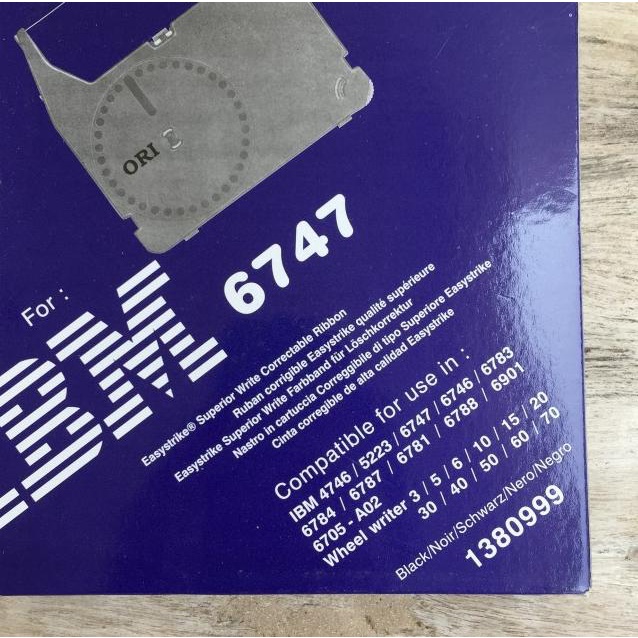 ORI
For :
IBM 6747
Easystrike® Superior Write Correctable Ribbon
Ruban corrigible Easystrike qualité supérieure
Easystrike Superior Write Farbband für Löschkorrektur
Nastro in cartuccia Correggibile di tipo Superiore Easystrike
Cinta corregible de alta calidad Easystrike
Compatible for use in :
IBM 4746 / 5223 / 6747 / 6746 / 6783
6784 / 6787 / 6781 / 6788 / 6901
6705 - A02
Wheel writer 3 / 5 / 6 / 10 / 15 / 20
30 / 40 / 50 / 60 / 70
Black/Noir/Schwarz/Nero/Negro
1380999